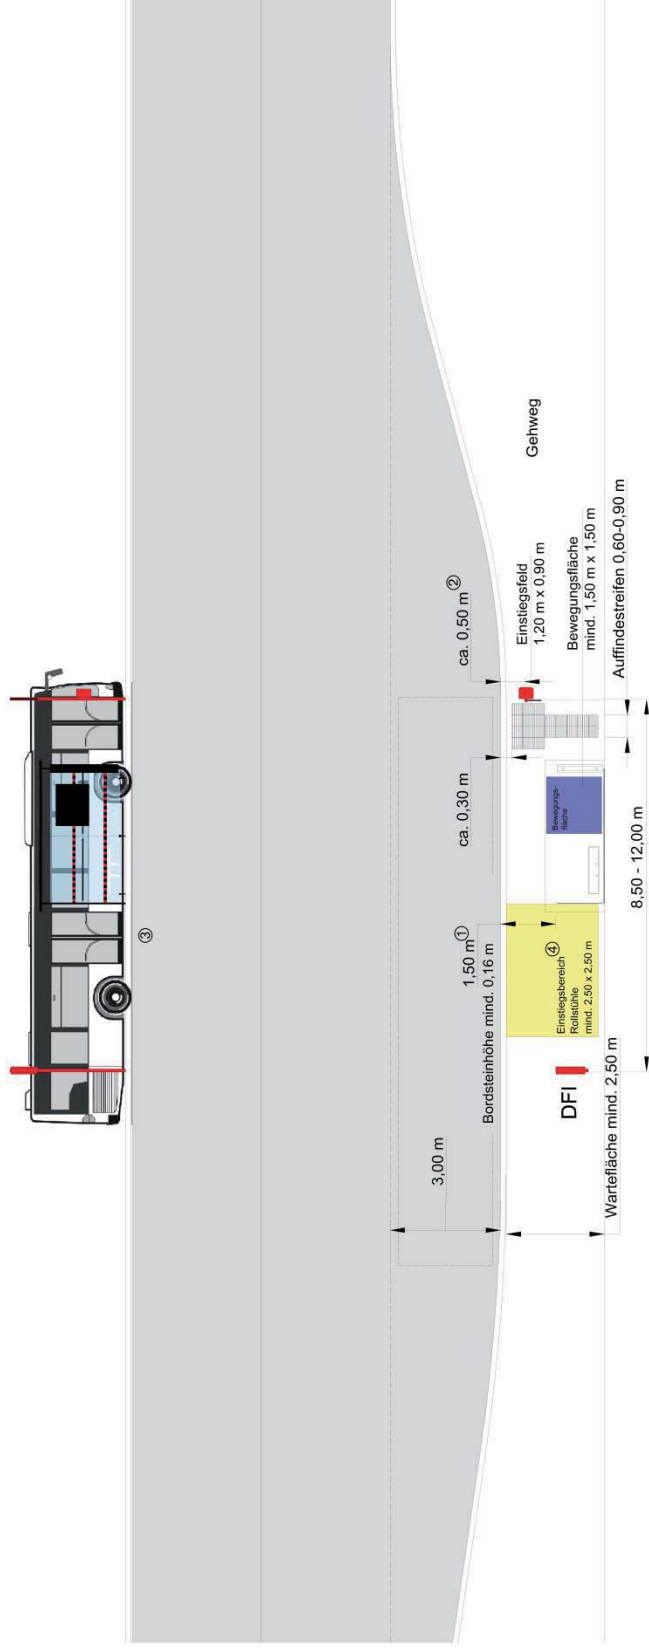 ③
3,00 m
1,50 m①
Bordsteinhöhe mind. 0,16 m
ca. 0,30 m
ca. 0,50 m②
Gehweg
Einstiegsfeld
1,20 m x 0,90 m
Bewegungsfläche
mind. 1,50 m x 1,50 m
Auffindestreifen 0,60-0,90 m
Bewegungs-
fläche
Einstiegsbereich④
Rollstühle
mind. 2,50 x 2,50 m
DFI
Wartefläche mind. 2,50 m
8,50 - 12,00 m